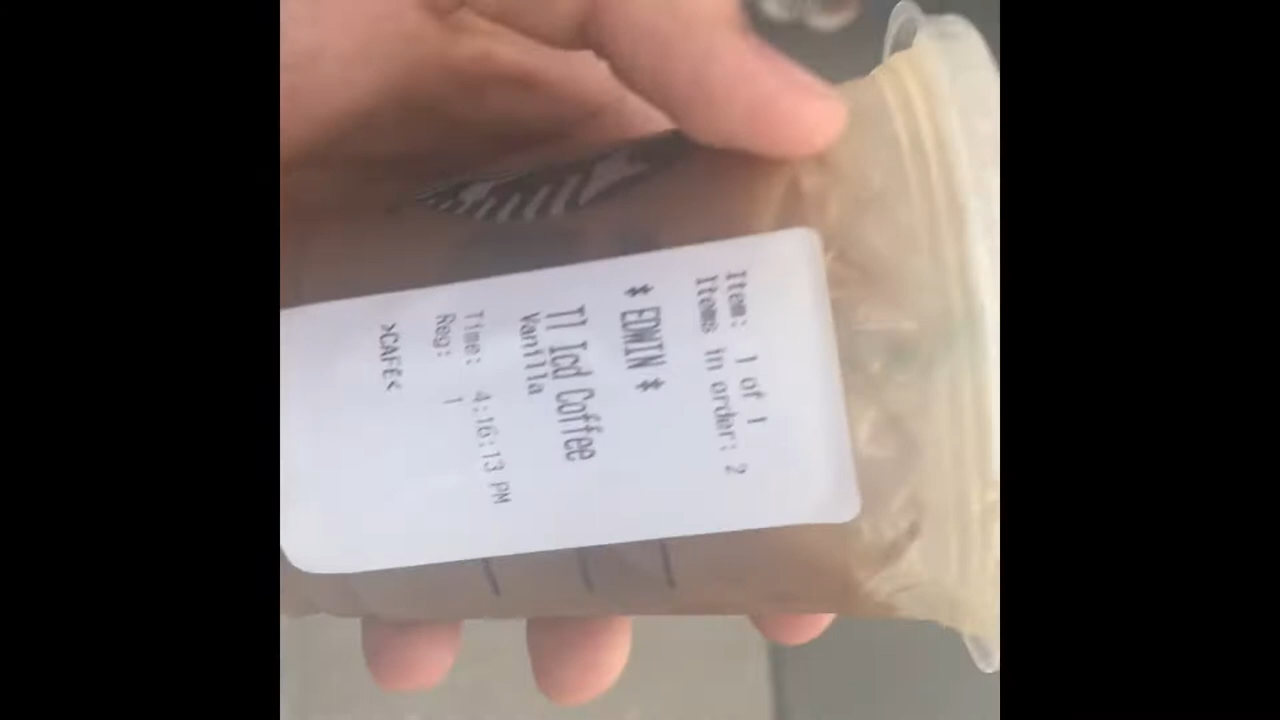 Item: 1 of 1
Items in order: 2
* EDWIN *
Tl Icd Coffee
Vanilla
Time: 4:16:13 PM
Reg: 1
>CAFE<